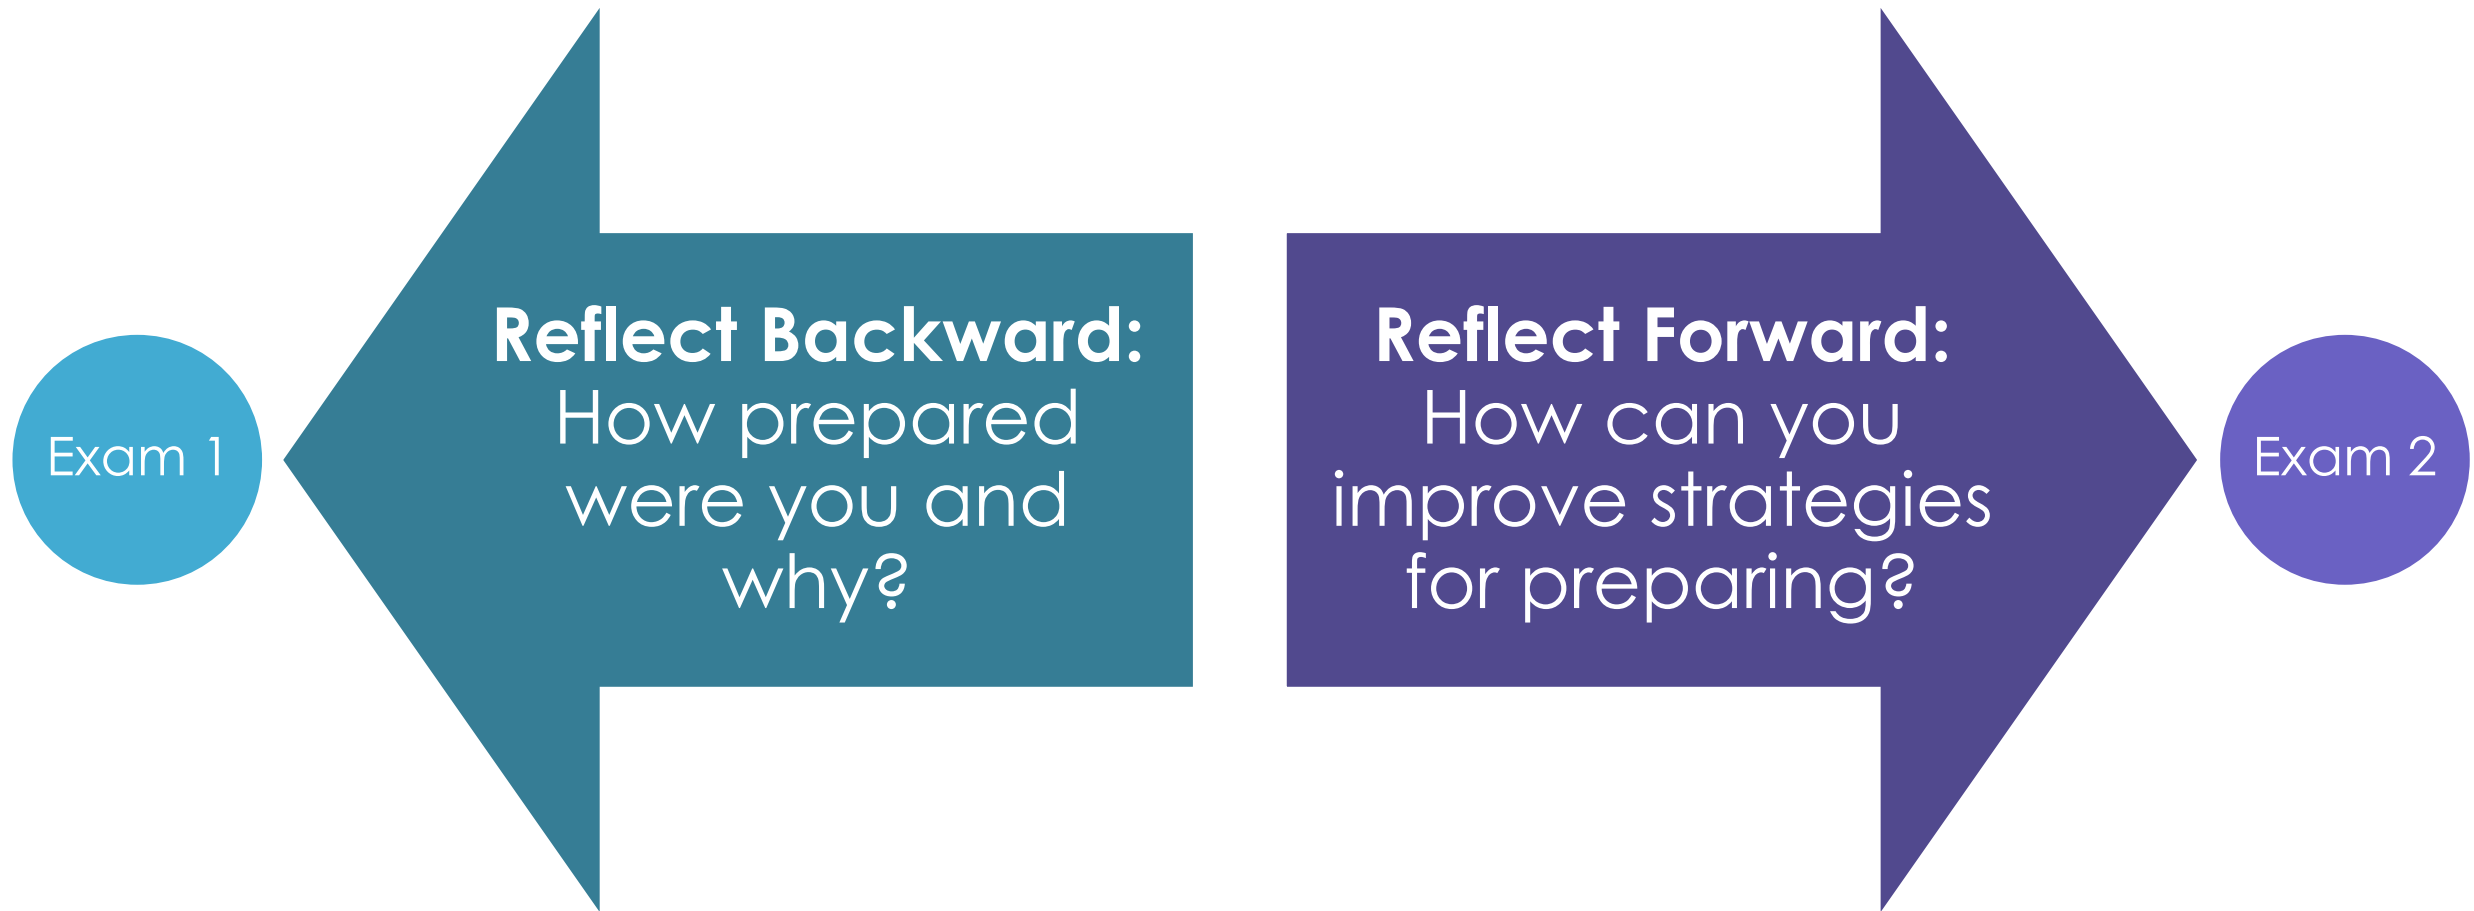 Exam 1
Reflect Backward:
How prepared
were you and
why?
Reflect Forward:
How can you
improve strategies
for preparing?
Exam 2